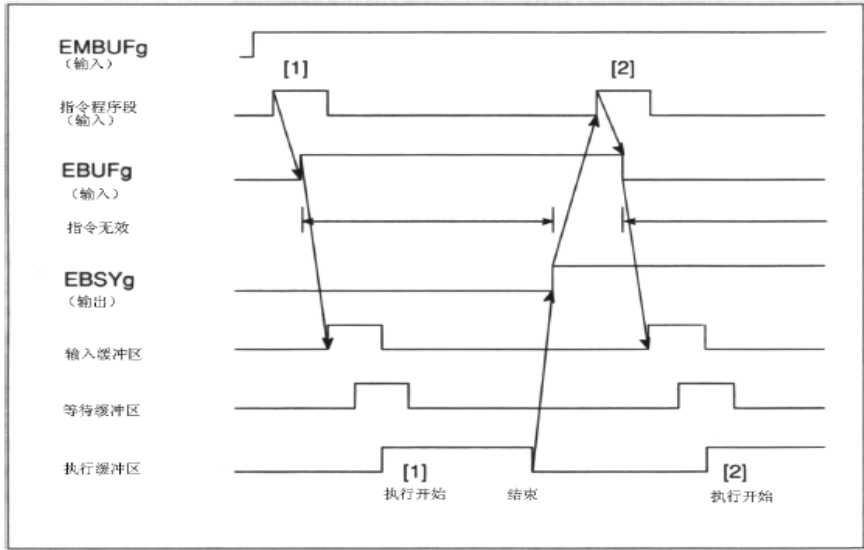 EMBUFg
（输入）
[1]
[2]
指令程序段
（输入）
EBUFg
（输入）
指令无效
EBSYg
（输出）
输入缓冲区
等待缓冲区
执行缓冲区
[1]
[2]
执行开始
结束
执行开始